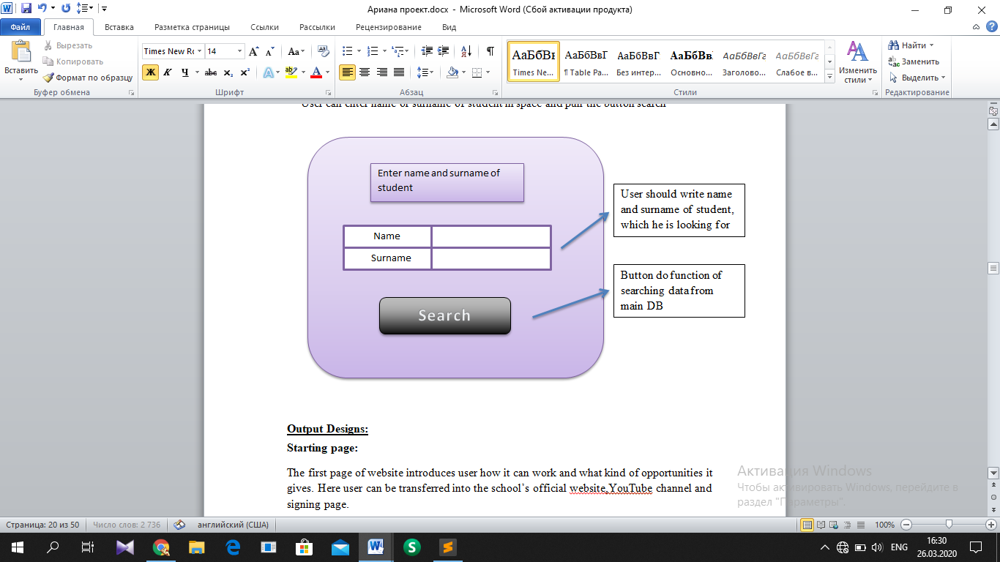 Ариана проект.docx - Microsoft Word (Сбой активации продукта)
Файл Главная Вставка Разметка страницы Ссылки Рассылки Рецензирование Вид
Вставить
Вырезать
Копировать
Формат по образцу
Буфер обмена
Times New Ro 14
Ж К Ч abc x₂ x² A ab A
Шрифт
Абзац
АаБбВв АаБбВвГ АаБбВвГ АаБбВв АаБбВвГг АаБбВвГг
Times Ne... ¶ Table Pa... Без интер... Основно... Заголово... Слабое в...
Стили
Изменить
стили
Найти
Заменить
Выделить
Редактирование
User can enter name or surname of student in space and pull the button search
Enter name and surname of
student
Name
Surname
Search
User should write name
and surname of student,
which he is looking for
Button do function of
searching data from
main DB
Output Designs:
Starting page:
The first page of website introduces user how it can work and what kind of opportunities it
gives. Here user can be transferred into the school’s official website,YouTube channel and
signing page.
Активация Windows
Чтобы активировать Windows, перейдите в
раздел "Параметры".
Страница: 20 из 50 Число слов: 2 736 английский (США) 100%
ENG
16:30
26.03.2020